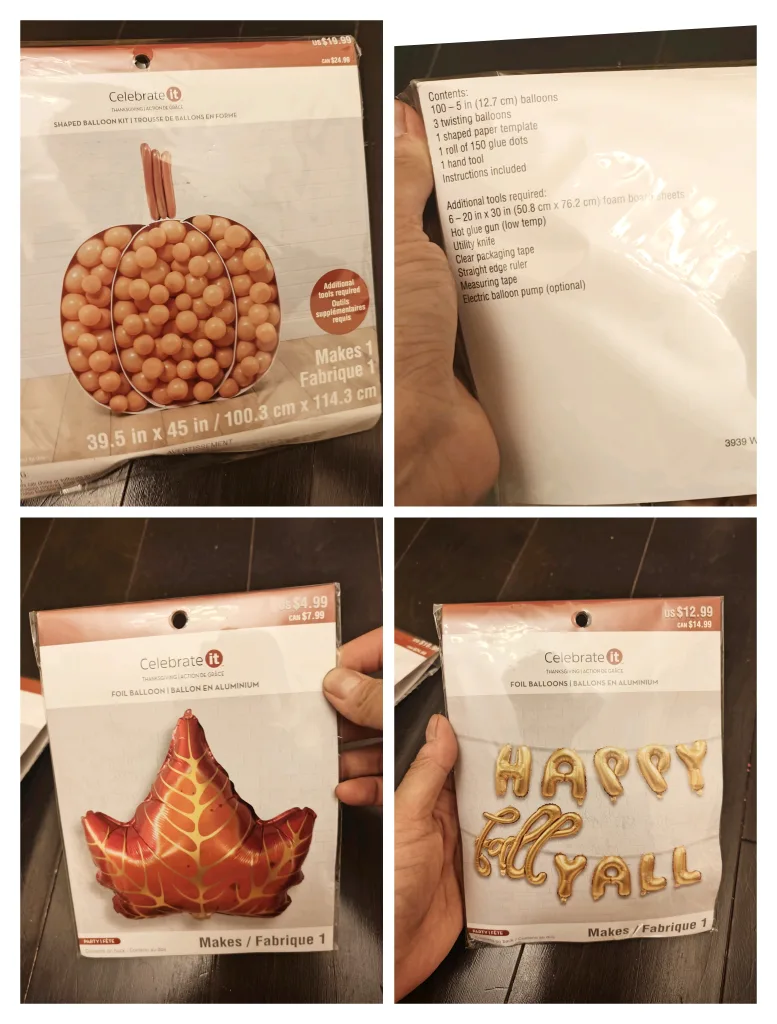 US $19.99
CAN $24.99
Celebrate it
THANKSGIVING | ACTION DE GRÂCE
SHAPED BALLOON KIT | TROUSSE DE BALLONS EN FORME
Additional
tools required
Outils
supplémentaires
requis
Makes 1
Fabrique 1
39.5 in x 45 in / 100.3 cm x 114.3 cm
AVERTISSEMENT
Contents:
100 – 5 in (12.7 cm) balloons
3 twisting balloons
1 shaped paper template
1 roll of 150 glue dots
1 hand tool
Instructions included
Additional tools required:
6 – 20 in x 30 in (50.8 cm x 76.2 cm) foam board sheets
Hot glue gun (low temp)
Utility knife
Clear packaging tape
Straight edge ruler
Measuring tape
Electric balloon pump (optional)
3939 W
US $4.99
CAN $7.99
Celebrate it
THANKSGIVING | ACTION DE GRÂCE
FOIL BALLOON | BALLON EN ALUMINIUM
PARTY | FÊTE
Makes / Fabrique 1
US $12.99
CAN $14.99
Celebrate it
THANKSGIVING | ACTION DE GRÂCE
FOIL BALLOONS | BALLONS EN ALUMINIUM
HAPPY
fall YALL
PARTY | FÊTE
Makes / Fabrique 1